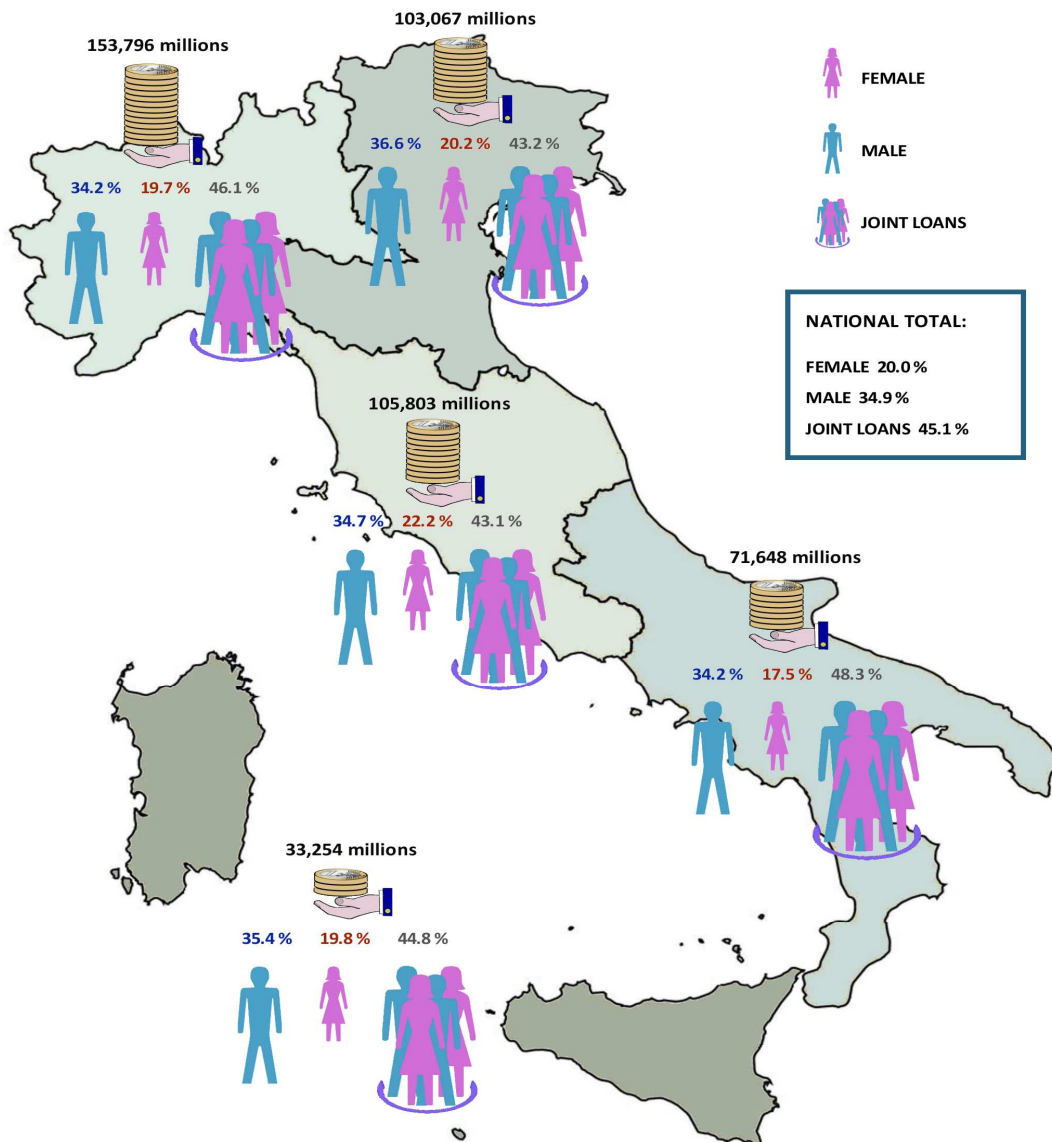 103,067 millions
153,796 millions
36.6 % 20.2 % 43.2 %
34.2 % 19.7 % 46.1 %
FEMALE
MALE
JOINT LOANS
NATIONAL TOTAL:
FEMALE 20.0 %
MALE 34.9 %
JOINT LOANS 45.1 %
105,803 millions
34.7 % 22.2 % 43.1 %
71,648 millions
34.2 % 17.5 % 48.3 %
33,254 millions
35.4 % 19.8 % 44.8 %